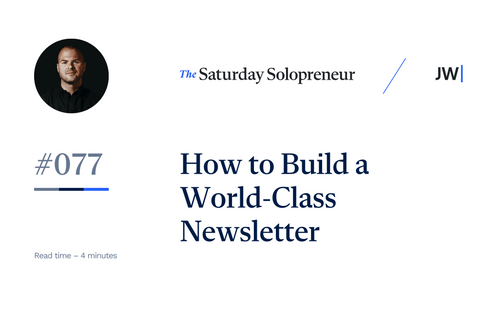 The Saturday Solopreneur
JW
#077
How to Build a
World-Class
Newsletter
Read time – 4 minutes